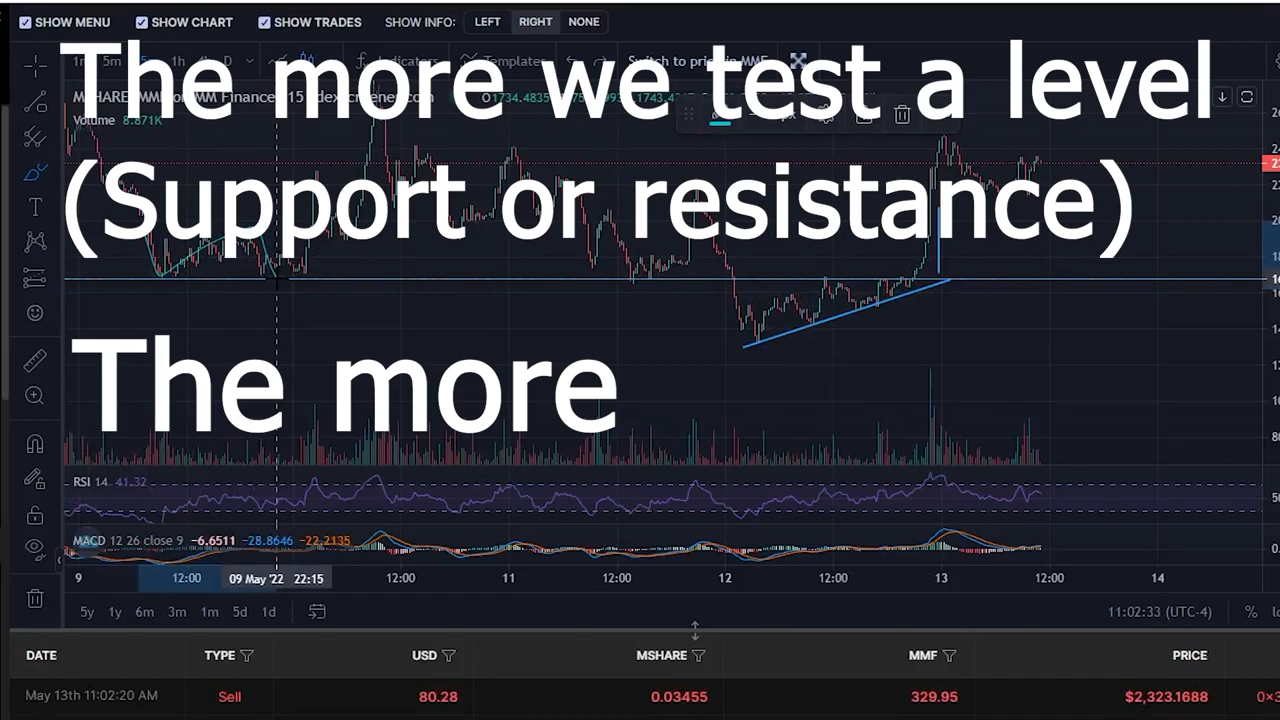 SHOW MENU SHOW CHART SHOW TRADES SHOW INFO: LEFT RIGHT NONE
The more we test a level
(Support or resistance)
The more
Volume 8.871K
RSI 14 41.32
MACD 12 26 close 9 −6.6511 −28.8646 −22.2135
9 12:00 09 May '22 22:15 12:00 11 12:00 12 12:00 13 12:00 14
5y 1y 6m 3m 1m 5d 1d 11:02:33 (UTC-4) %
DATE TYPE USD MSHARE MMF PRICE
May 13th 11:02:20 AM Sell 80.28 0.03455 329.95 $2,323.1688